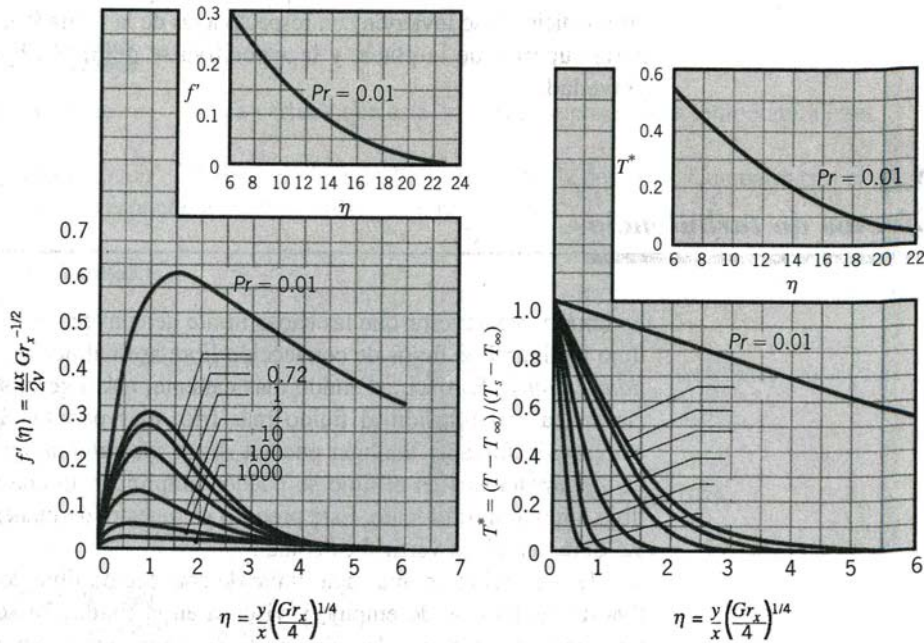 0.3
0.2
f'
0.1
0
Pr = 0.01
6 8 10 12 14 16 18 20 22 24
η
0.7
0.6
0.5
0.4
0.3
0.2
0.1
0
f'(η) = ux/2ν Gr_x^-1/2
Pr = 0.01
0.72
1
2
10
100
1000
0 1 2 3 4 5 6 7
η = y/x (Gr_x/4)^1/4
0.6
0.4
T*
0.2
0
Pr = 0.01
6 8 10 12 14 16 18 20 22
η
1.0
0.8
0.6
0.4
0.2
0
T* = (T − T∞)/(T_s − T∞)
Pr = 0.01
0 1 2 3 4 5 6
η = y/x (Gr_x/4)^1/4